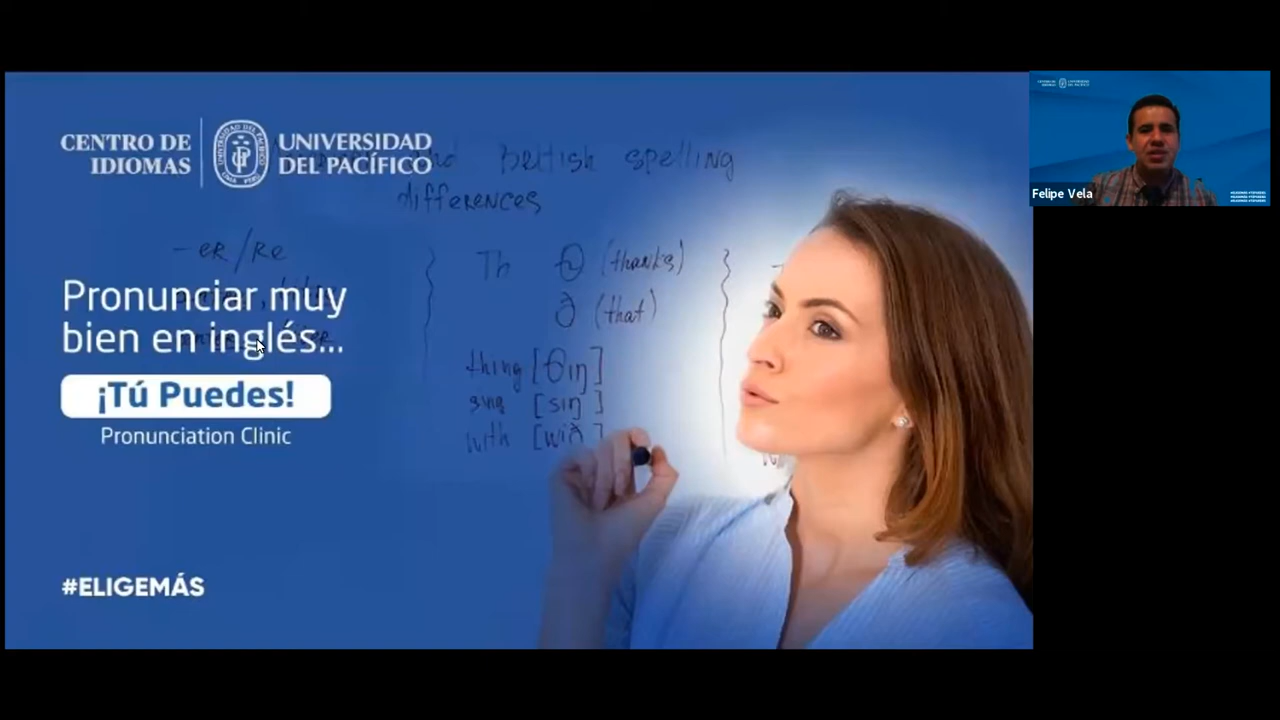 CENTRO DE
IDIOMAS
UNIVERSIDAD
DEL PACÍFICO
British spelling
differences
-er/re
Th θ (thanks)
ð (that)
Pronunciar muy
bien en inglés...
thing [θiŋ]
sing [siŋ]
with [wið]
¡Tú Puedes!
Pronunciation Clinic
#ELIGEMÁS
Felipe Vela